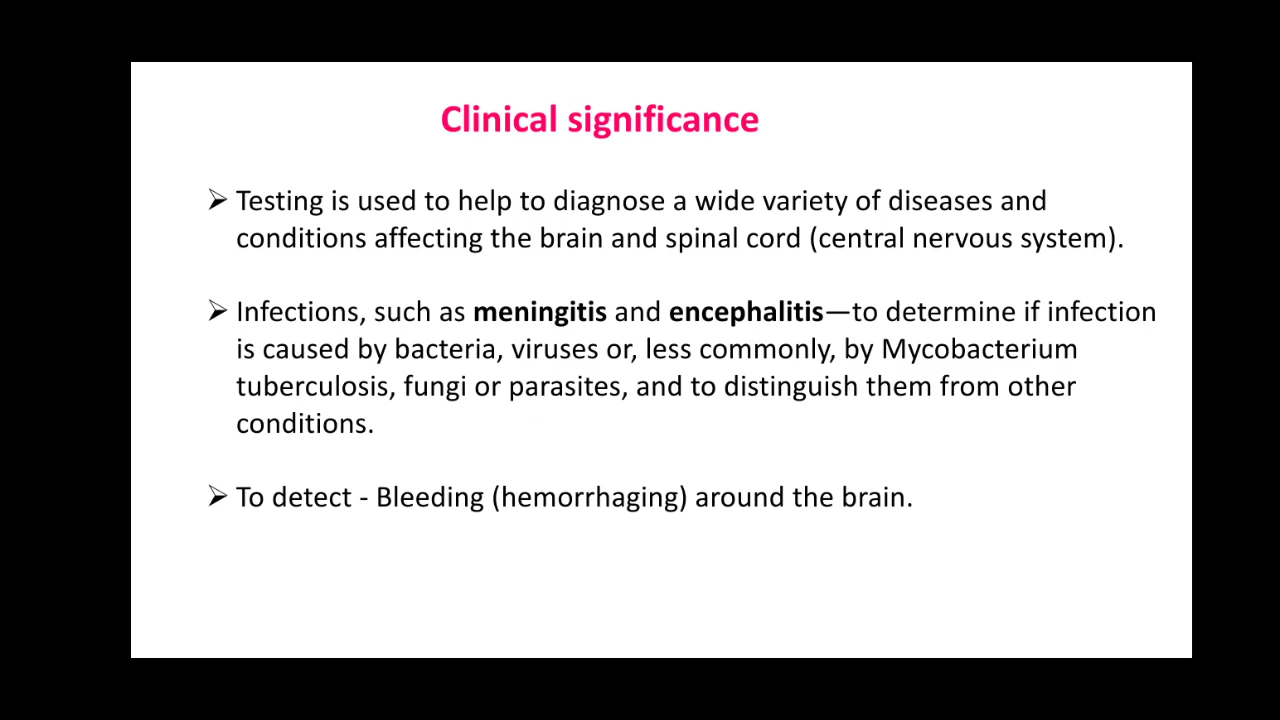 Clinical significance
➢ Testing is used to help to diagnose a wide variety of diseases and
conditions affecting the brain and spinal cord (central nervous system).
➢ Infections, such as meningitis and encephalitis—to determine if infection
is caused by bacteria, viruses or, less commonly, by Mycobacterium
tuberculosis, fungi or parasites, and to distinguish them from other
conditions.
➢ To detect - Bleeding (hemorrhaging) around the brain.